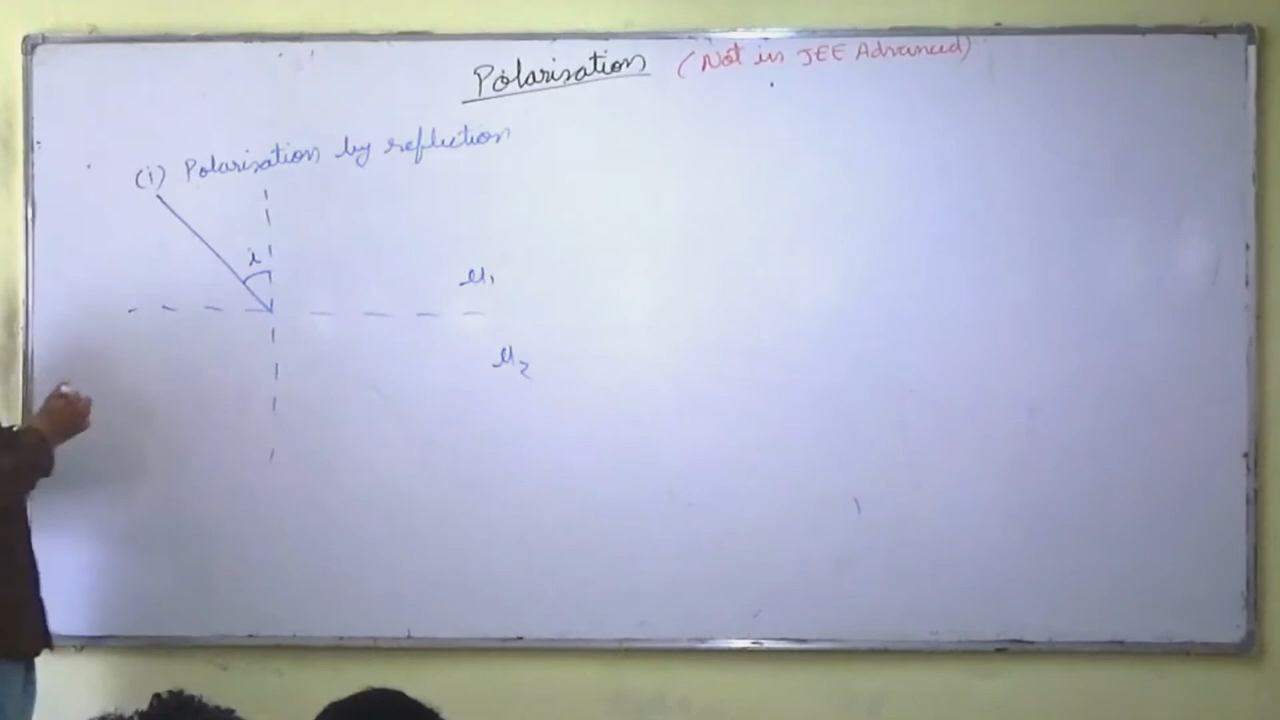 Polarisation (Not in JEE Advanced)
(i) Polarisation by reflection
i
μ₁
μ₂